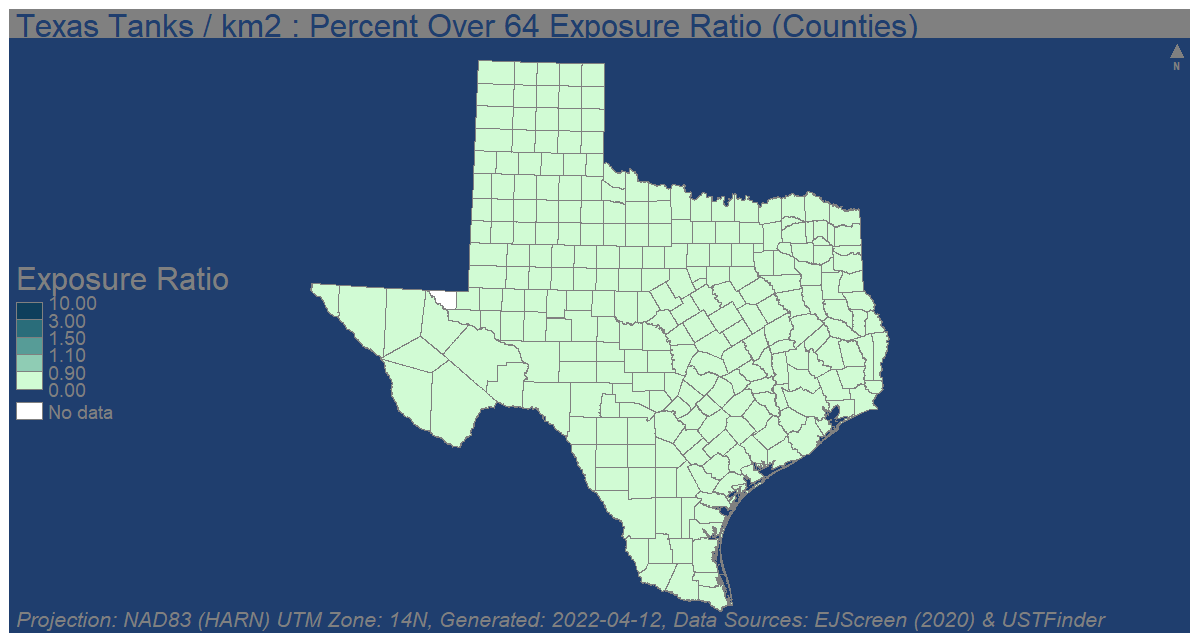 Texas Tanks / km2 : Percent Over 64 Exposure Ratio (Counties)
N
Exposure Ratio
10.00
3.00
1.50
1.10
0.90
0.00
No data
Projection: NAD83 (HARN) UTM Zone: 14N, Generated: 2022-04-12, Data Sources: EJScreen (2020) & USTFinder